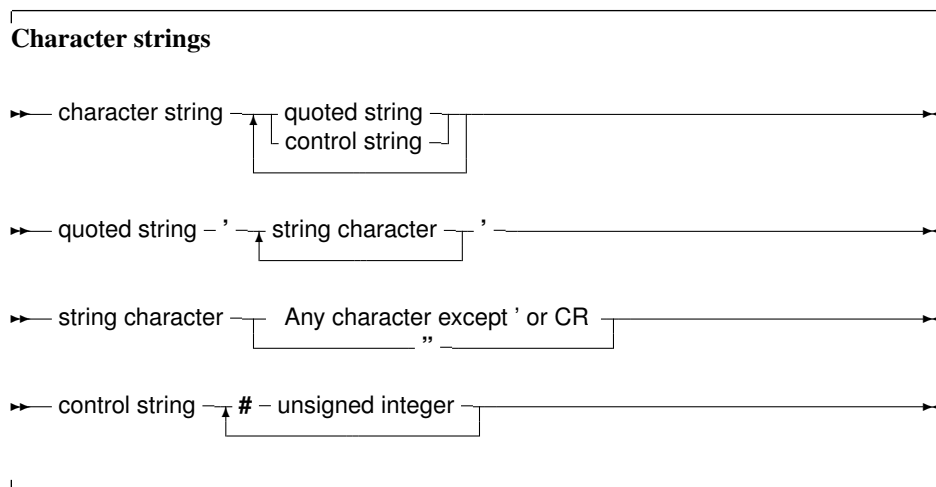 Character strings
character string quoted string
control string
quoted string ' string character '
string character Any character except ' or CR
''
control string # unsigned integer